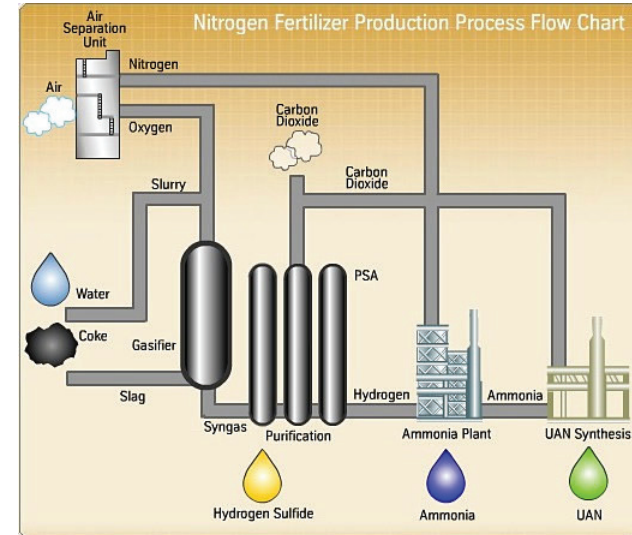 Nitrogen Fertilizer Production Process Flow Chart
Air
Separation
Unit
Nitrogen
Air
Oxygen
Carbon
Dioxide
Carbon
Dioxide
Slurry
Water
PSA
Coke
Gasifier
Slag
Hydrogen
Ammonia
Syngas
Purification
Ammonia Plant
UAN Synthesis
Hydrogen Sulfide
Ammonia
UAN